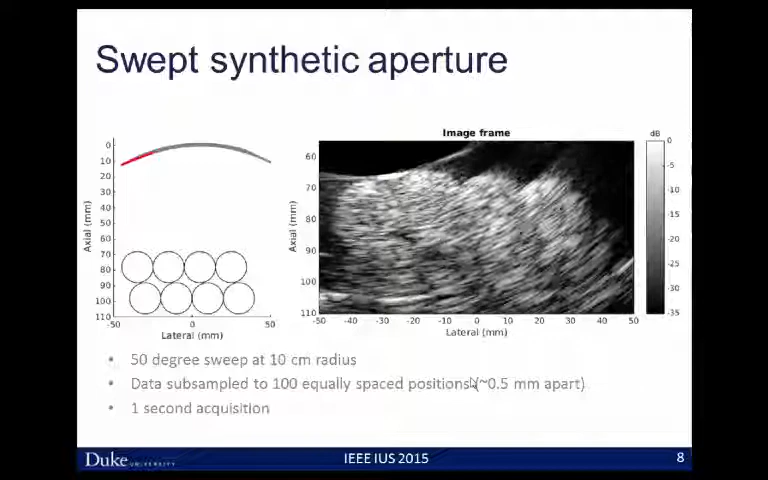 Swept synthetic aperture
Image frame
dB
0
10
20
30
40
50
60
70
80
90
100
110
Axial (mm)
-50
0
50
Lateral (mm)
60
70
80
90
100
110
Axial (mm)
-50 -40 -30 -20 -10 0 10 20 30 40 50
Lateral (mm)
0
-5
-10
-15
-20
-25
-30
-35
• 50 degree sweep at 10 cm radius
• Data subsampled to 100 equally spaced positions (~0.5 mm apart)
• 1 second acquisition
Duke UNIVERSITY
IEEE IUS 2015
8